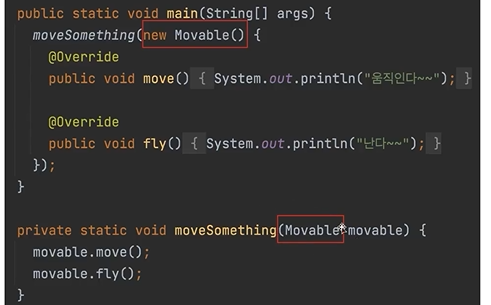 public static void main(String[] args) {
moveSomething(new Movable() {
@Override
public void move() { System.out.println("움직인다~~"); }
@Override
public void fly() { System.out.println("난다~~"); }
});
}
private static void moveSomething(Movable movable) {
movable.move();
movable.fly();
}